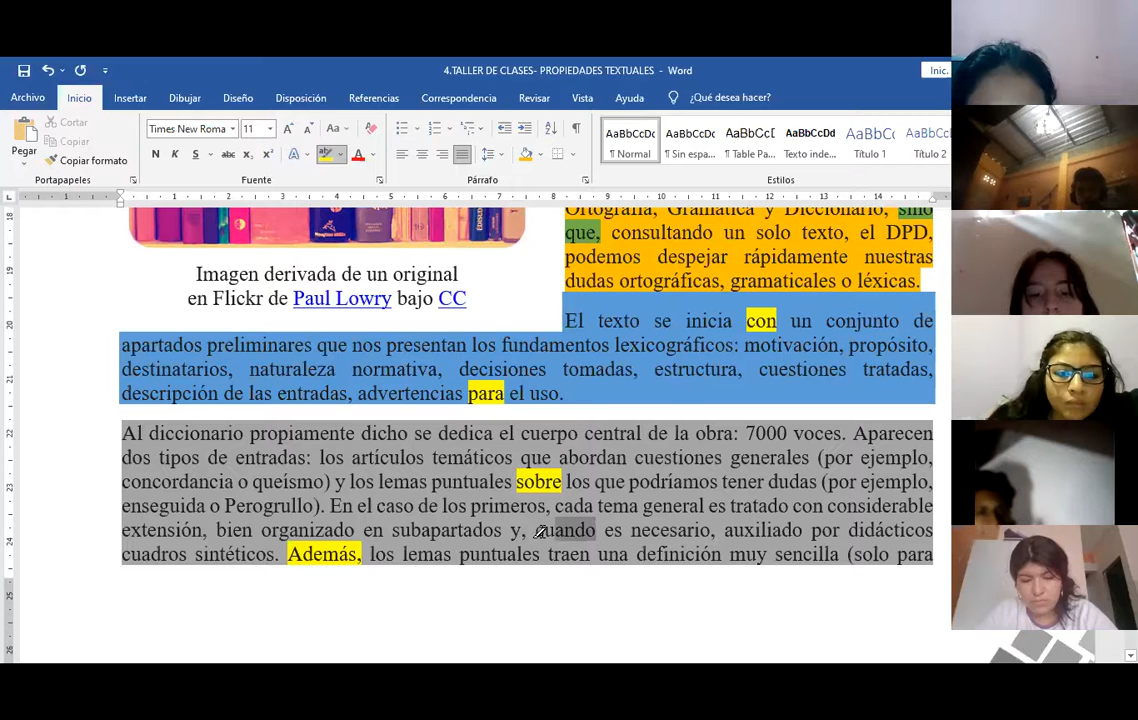 4.TALLER DE CLASES- PROPIEDADES TEXTUALES - Word
Inic.
Archivo Inicio Insertar Dibujar Diseño Disposición Referencias Correspondencia Revisar Vista Ayuda ¿Qué desea hacer?
Pegar
Cortar
Copiar
Copiar formato
Portapapeles
Times New Roma 11
Fuente
Párrafo
AaBbCcDc AaBbCcDc AaBbCcD AaBbCcDd AaBbCcD AaBbCcD
¶ Normal ¶ Sin espa... ¶ Table Pa... Texto inde... Título 1 Título 2
Estilos
Ortografía, Gramática y Diccionario, sino
que, consultando un solo texto, el DPD,
podemos despejar rápidamente nuestras
dudas ortográficas, gramaticales o léxicas.
Imagen derivada de un original
en Flickr de Paul Lowry bajo CC
El texto se inicia con un conjunto de
apartados preliminares que nos presentan los fundamentos lexicográficos: motivación, propósito,
destinatarios, naturaleza normativa, decisiones tomadas, estructura, cuestiones tratadas,
descripción de las entradas, advertencias para el uso.
Al diccionario propiamente dicho se dedica el cuerpo central de la obra: 7000 voces. Aparecen
dos tipos de entradas: los artículos temáticos que abordan cuestiones generales (por ejemplo,
concordancia o queísmo) y los lemas puntuales sobre los que podríamos tener dudas (por ejemplo,
enseguida o Perogrullo). En el caso de los primeros, cada tema general es tratado con considerable
extensión, bien organizado en subapartados y, cuando es necesario, auxiliado por didácticos
cuadros sintéticos. Además, los lemas puntuales traen una definición muy sencilla (solo para